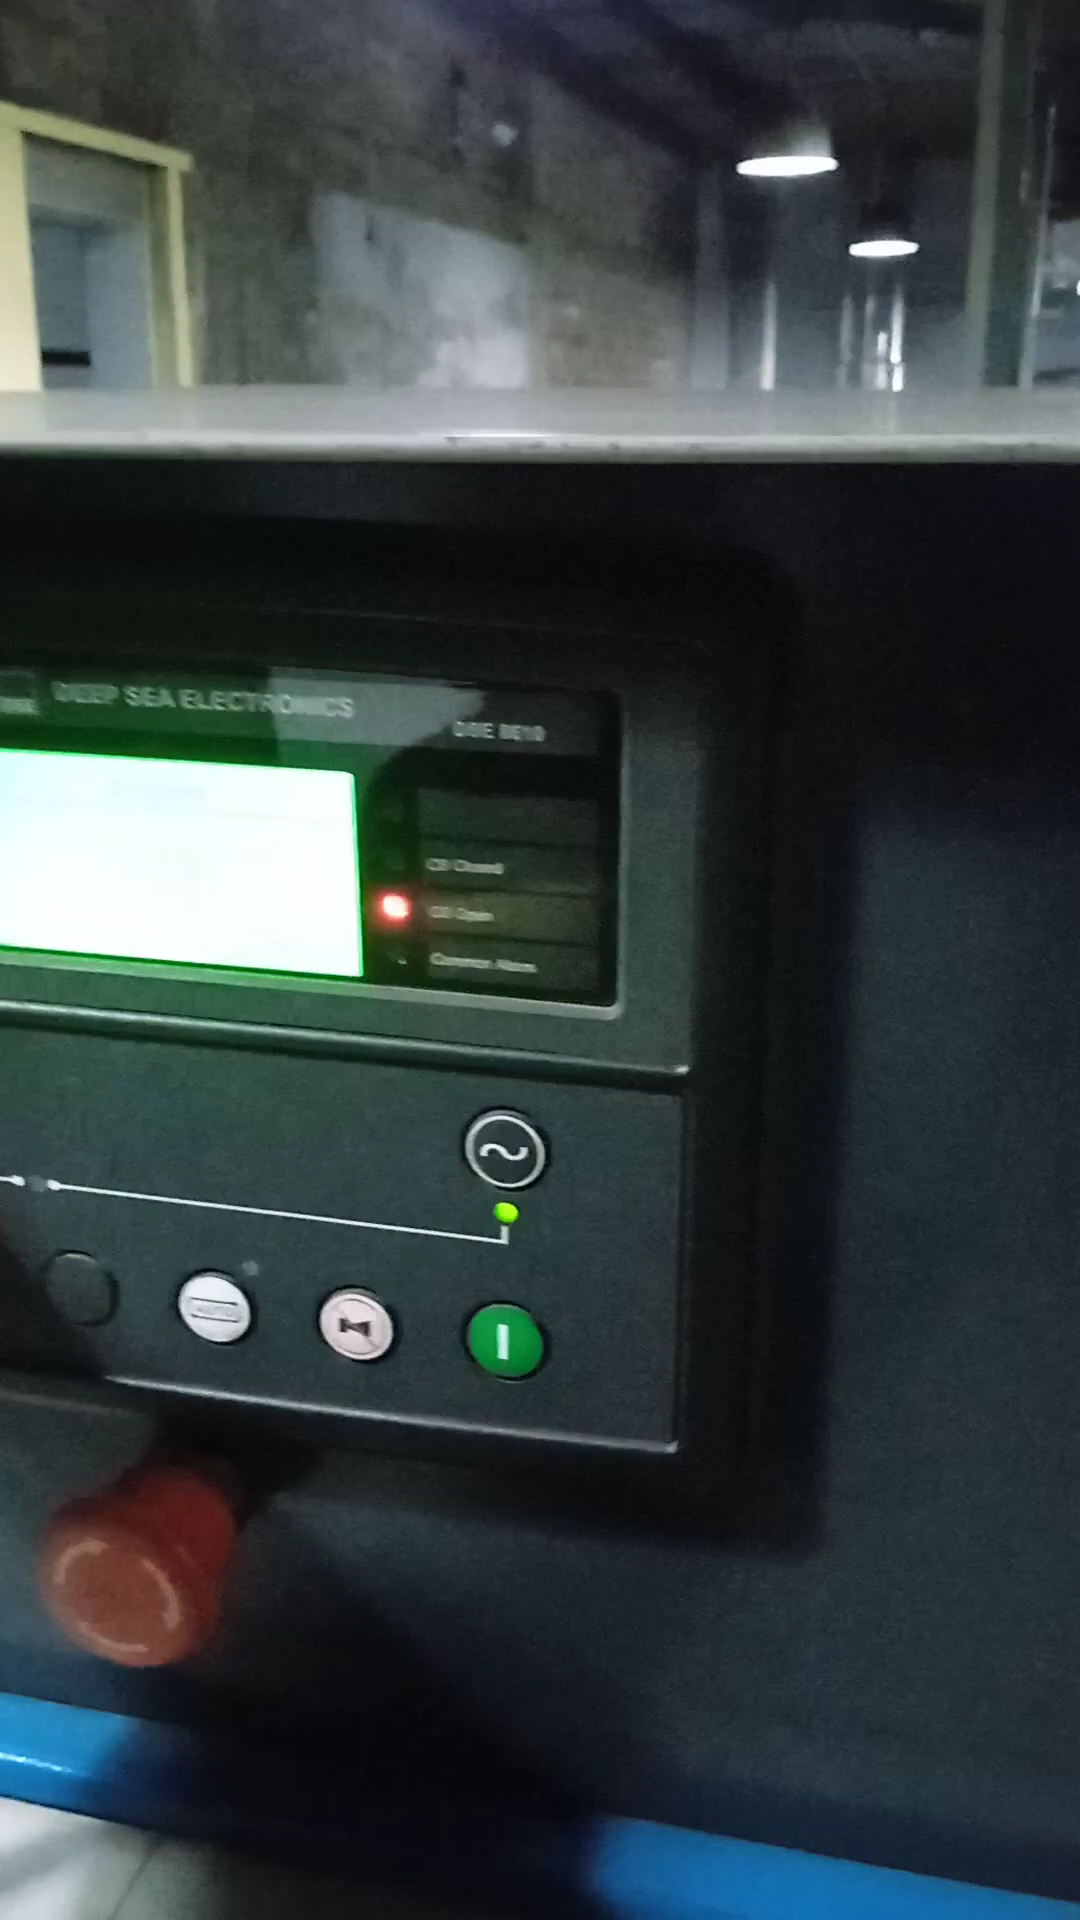 DEEP SEA ELECTRONICS
DSE 8610
CB Closed
CB Open
Common Alarm
AUTO